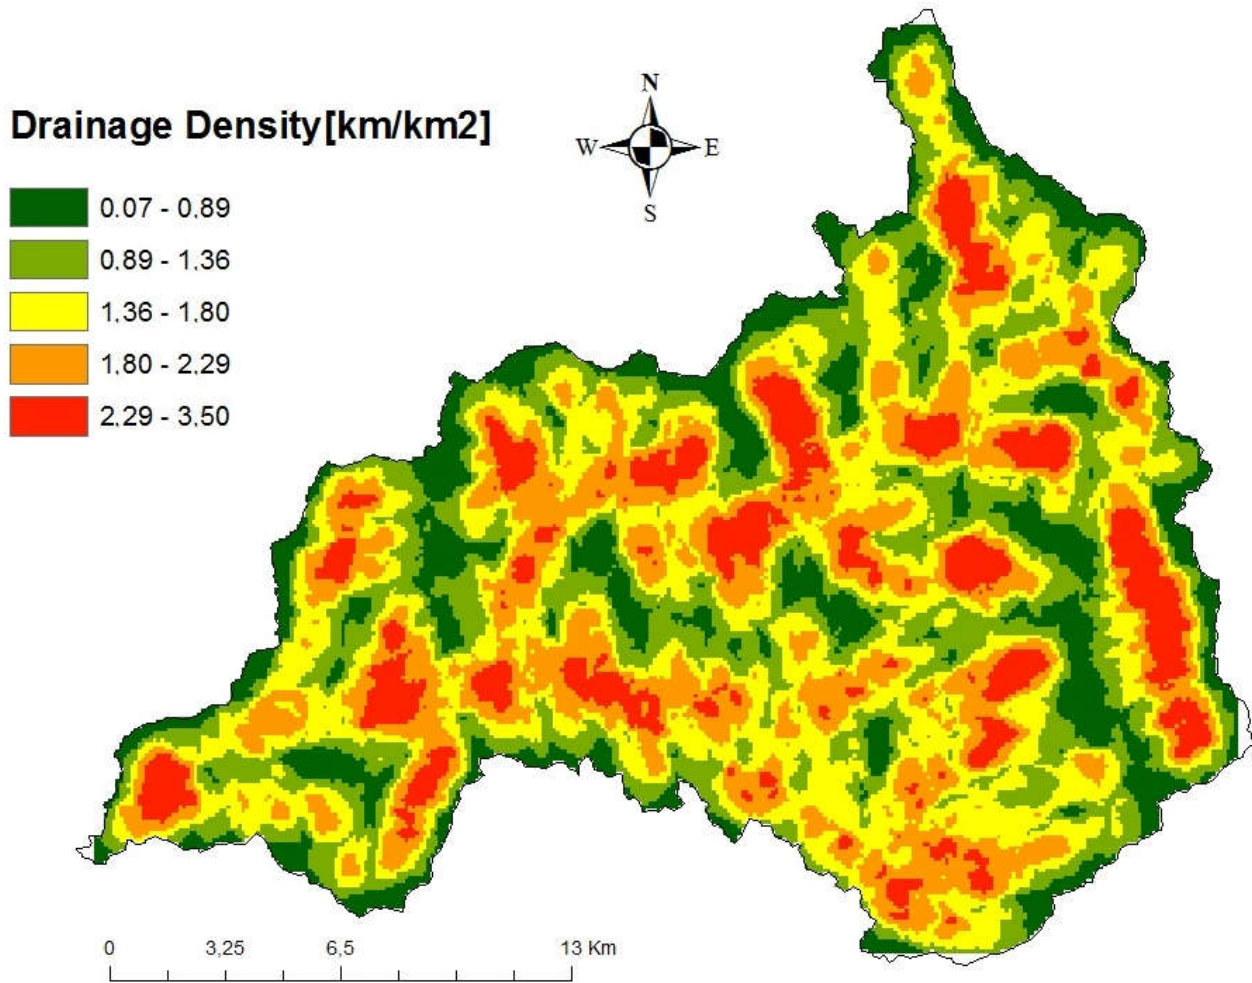 N
Drainage Density[km/km2]
W E
S
0.07 - 0.89
0.89 - 1.36
1.36 - 1.80
1.80 - 2.29
2.29 - 3.50
0 3,25 6,5 13 Km